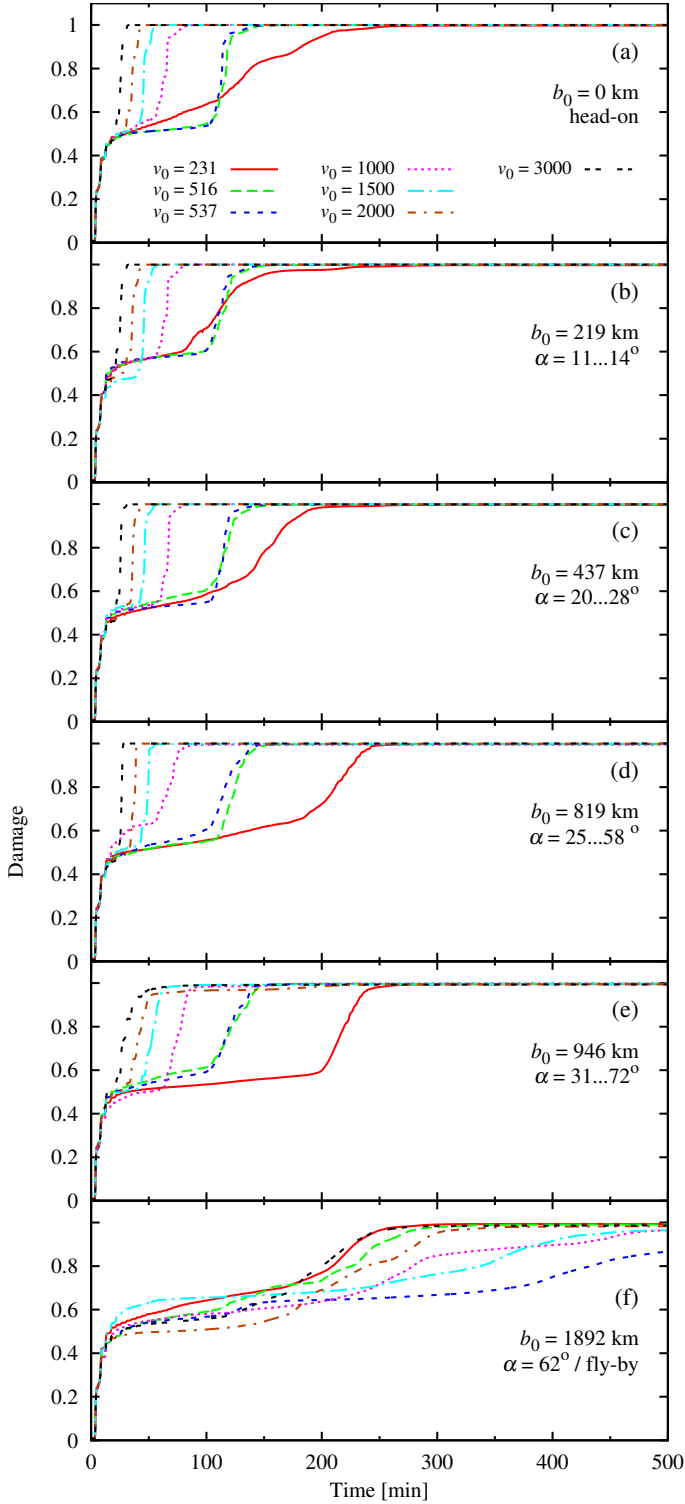 1
0.8
0.6
0.4
0.2
0
(a)
b0 = 0 km
head-on
v0 = 231
v0 = 516
v0 = 537
v0 = 1000
v0 = 1500
v0 = 2000
v0 = 3000
0.8
0.6
0.4
0.2
0
(b)
b0 = 219 km
α = 11...14o
0.8
0.6
0.4
0.2
0
(c)
b0 = 437 km
α = 20...28o
0.8
0.6
0.4
0.2
0
(d)
b0 = 819 km
α = 25...58 o
Damage
0.8
0.6
0.4
0.2
0
(e)
b0 = 946 km
α = 31...72o
0.8
0.6
0.4
0.2
0
(f)
b0 = 1892 km
α = 62o / fly-by
0 100 200 300 400 500
Time [min]